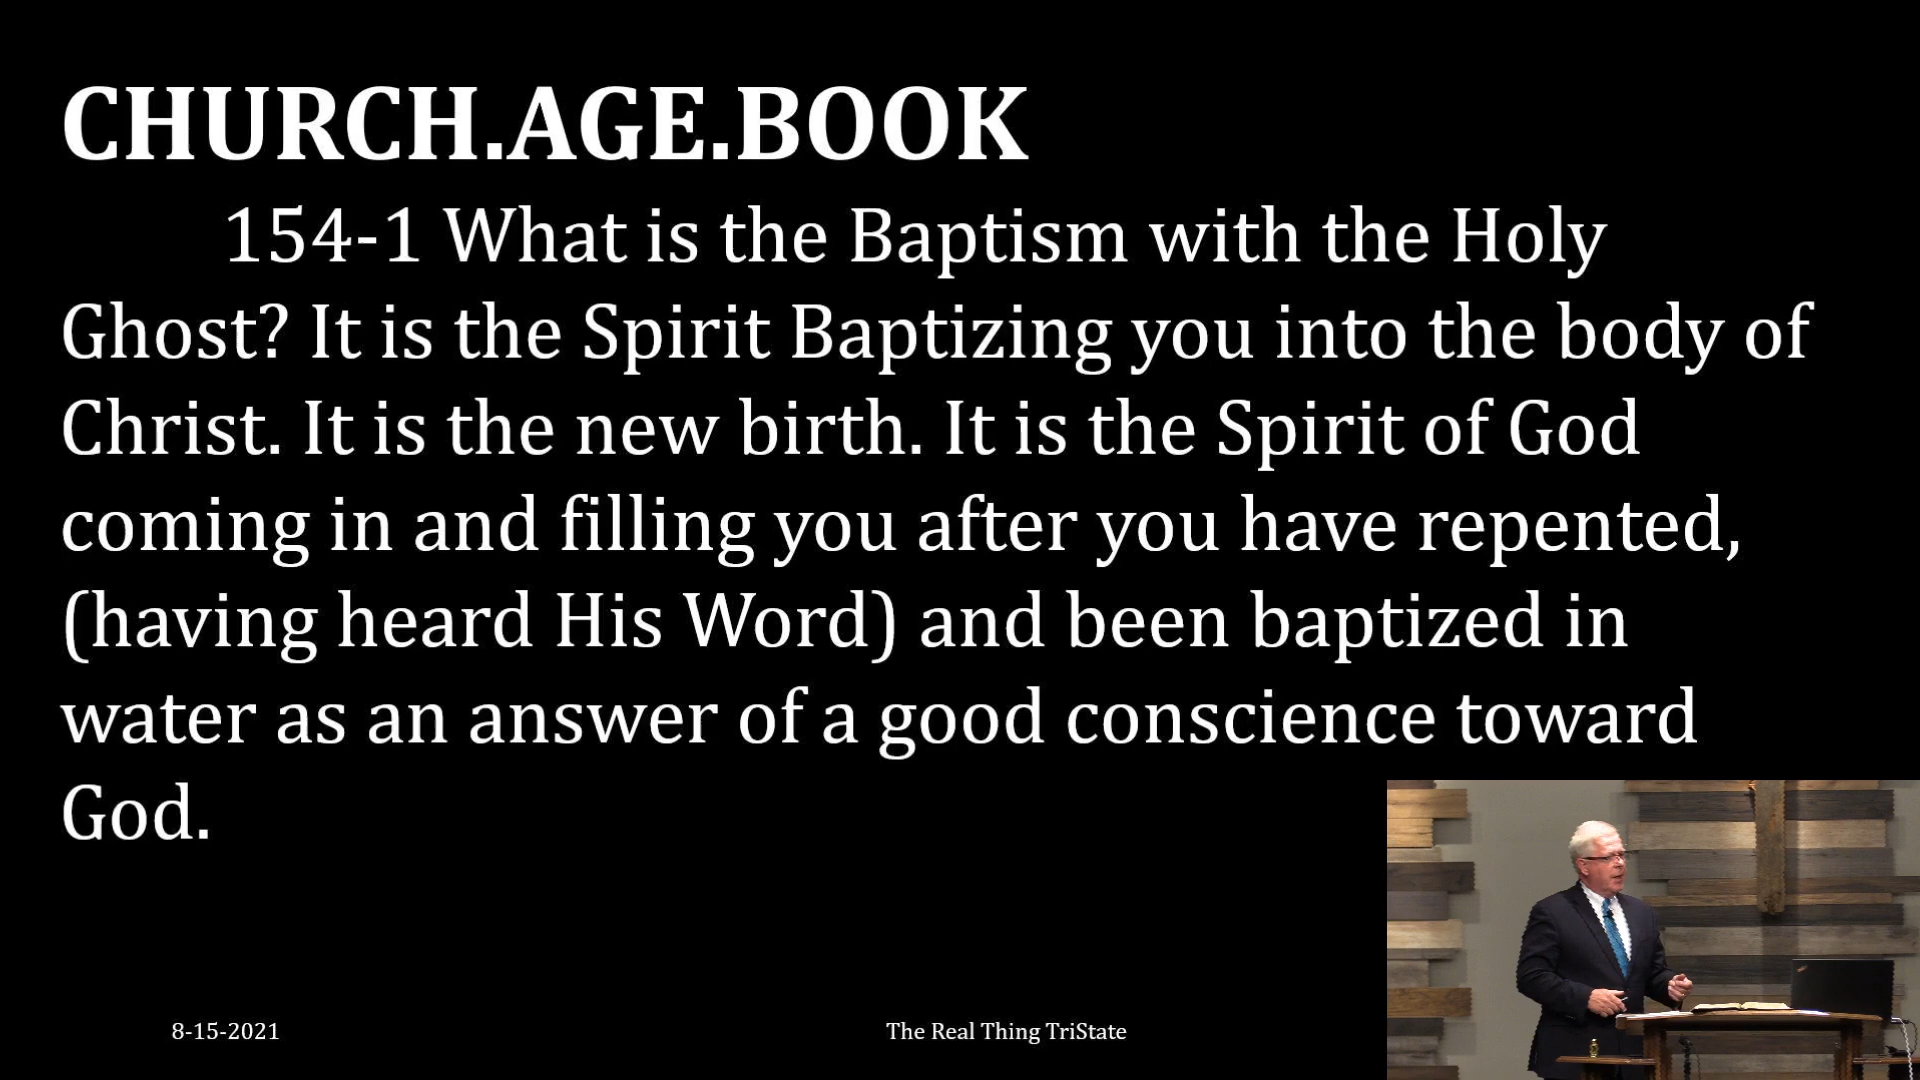 CHURCH.AGE.BOOK
154-1 What is the Baptism with the Holy
Ghost? It is the Spirit Baptizing you into the body of
Christ. It is the new birth. It is the Spirit of God
coming in and filling you after you have repented,
(having heard His Word) and been baptized in
water as an answer of a good conscience toward
God.
8-15-2021
The Real Thing TriState